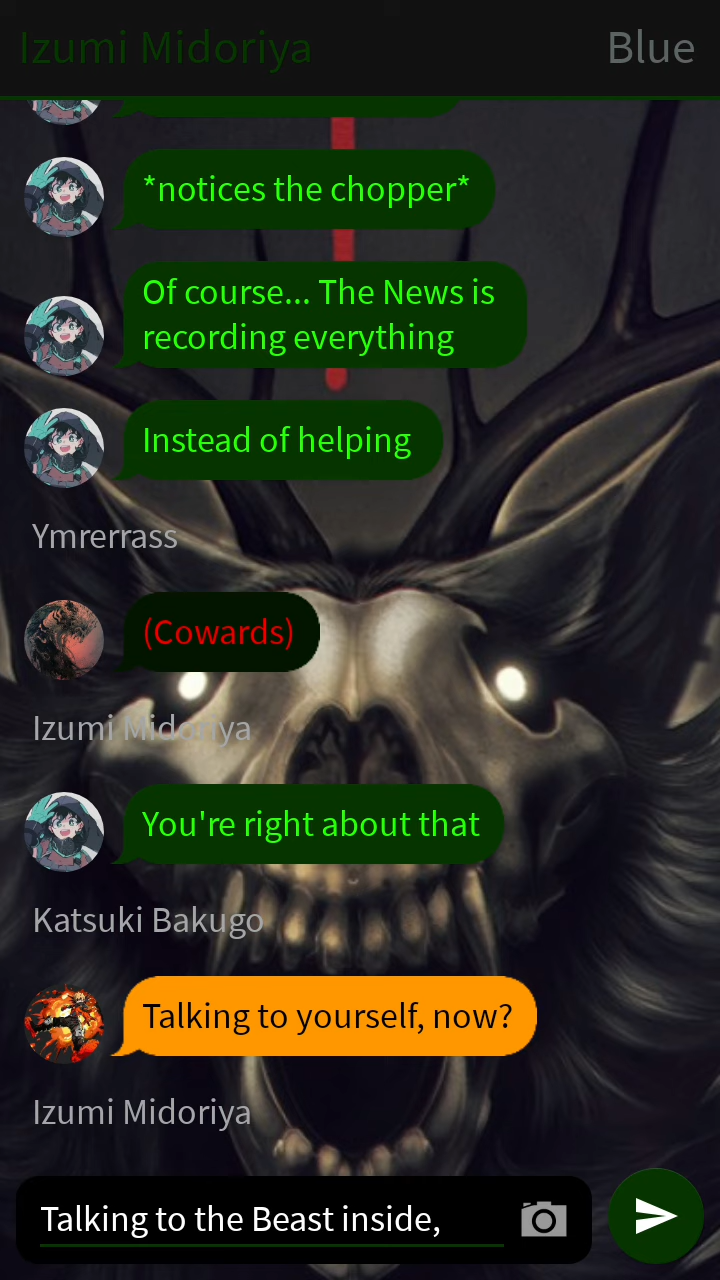 Izumi Midoriya
Blue
*notices the chopper*
Of course... The News is
recording everything
Instead of helping
Ymrerrass
(Cowards)
Izumi Midoriya
You're right about that
Katsuki Bakugo
Talking to yourself, now?
Izumi Midoriya
Talking to the Beast inside,